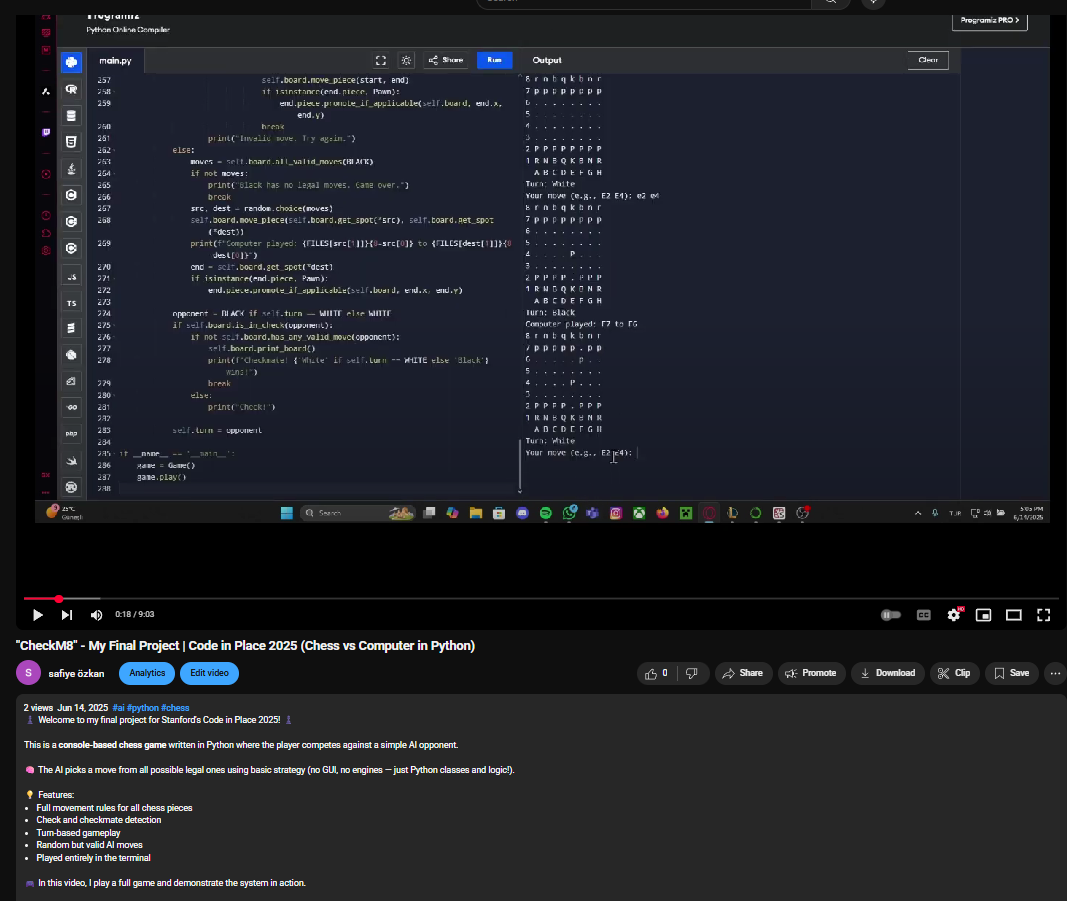 Search
Programiz
Python Online Compiler
Programiz PRO >
main.py
Share
Run
Output
Clear
257 self.board.move_piece(start, end)
258 if isinstance(end.piece, Pawn):
259 end.piece.promote_if_applicable(self.board, end.x,
end.y)
260 break
261 print("Invalid move. Try again.")
262 else:
263 moves = self.board.all_valid_moves(BLACK)
264 if not moves:
265 print("Black has no legal moves. Game over.")
266 break
267 src, dest = random.choice(moves)
268 self.board.move_piece(self.board.get_spot(*src), self.board.get_spot
(*dest))
269 print(f"Computer played: {FILES[src[1]]}{8-src[0]} to {FILES[dest[1]]}{8
dest[0]}")
270 end = self.board.get_spot(*dest)
271 if isinstance(end.piece, Pawn):
272 end.piece.promote_if_applicable(self.board, end.x, end.y)
273
274 opponent = BLACK if self.turn == WHITE else WHITE
275 if self.board.is_in_check(opponent):
276 if not self.board.has_any_valid_move(opponent):
277 self.board.print_board()
278 print(f"Checkmate! {'White' if self.turn == WHITE else 'Black'}
wins!")
279 break
280 else:
281 print("Check!")
282
283 self.turn = opponent
284
285 if __name__ == '__main__':
286 game = Game()
287 game.play()
288
8 r n b q k b n r
7 p p p p p p p p
6 . . . . . . . .
5 . . . . . . . .
4 . . . . . . . .
3 . . . . . . . .
2 P P P P P P P P
1 R N B Q K B N R
A B C D E F G H
Turn: White
Your move (e.g., E2 E4): e2 e4
8 r n b q k b n r
7 p p p p p p p p
6 . . . . . . . .
5 . . . . . . . .
4 . . . . P . . .
3 . . . . . . . .
2 P P P P . P P P
1 R N B Q K B N R
A B C D E F G H
Turn: Black
Computer played: F7 to F6
8 r n b q k b n r
7 p p p p p . p p
6 . . . . . p . .
5 . . . . . . . .
4 . . . . P . . .
3 . . . . . . . .
2 P P P P . P P P
1 R N B Q K B N R
A B C D E F G H
Turn: White
Your move (e.g., E2 E4):
JS
TS
GO
php
25°C
Güneşli
Search
TUR
5:05 PM
6/14/2025
0:18 / 9:03
CC
HD
"CheckM8" - My Final Project | Code in Place 2025 (Chess vs Computer in Python)
S
safiye özkan
Analytics
Edit video
0
Share
Promote
Download
Clip
Save
2 views Jun 14, 2025 #ai #python #chess
Welcome to my final project for Stanford's Code in Place 2025!
This is a console-based chess game written in Python where the player competes against a simple AI opponent.
The AI picks a move from all possible legal ones using basic strategy (no GUI, no engines — just Python classes and logic!).
Features:
• Full movement rules for all chess pieces
• Check and checkmate detection
• Turn-based gameplay
• Random but valid AI moves
• Played entirely in the terminal
In this video, I play a full game and demonstrate the system in action.